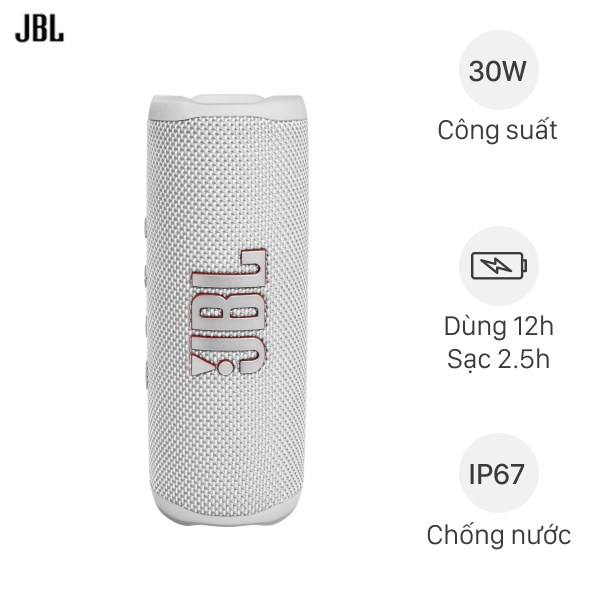 JBL
30W
Công suất
JBL
Dùng 12h
Sạc 2.5h
IP67
Chống nước